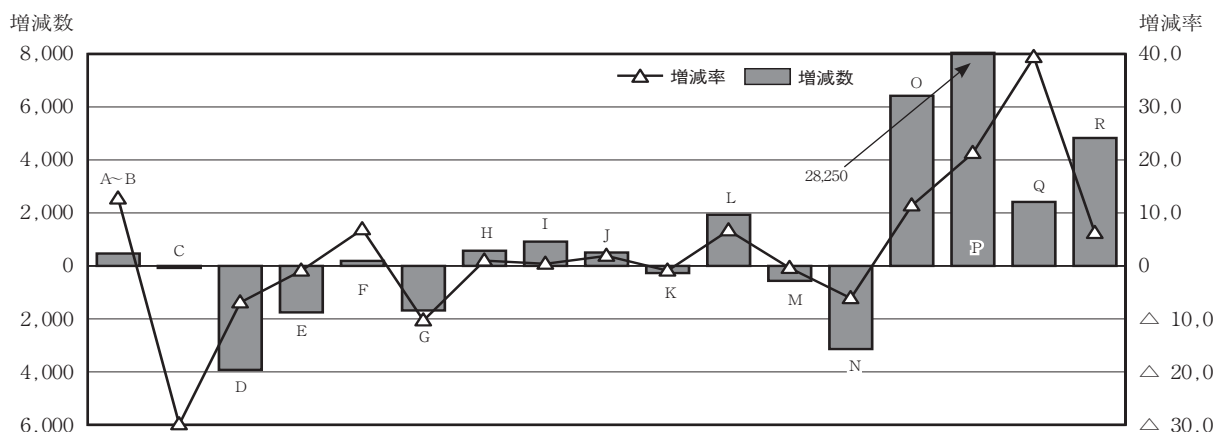 増減数
増減率
8,000
40,0
増減率
増減数
6,000
30,0
4,000
20,0
2,000
10,0
0
0
2,000
△ 10,0
4,000
△ 20,0
6,000
△ 30,0
A~B
C
D
E
F
G
H
I
J
K
L
M
N
O
28,250
P
Q
R